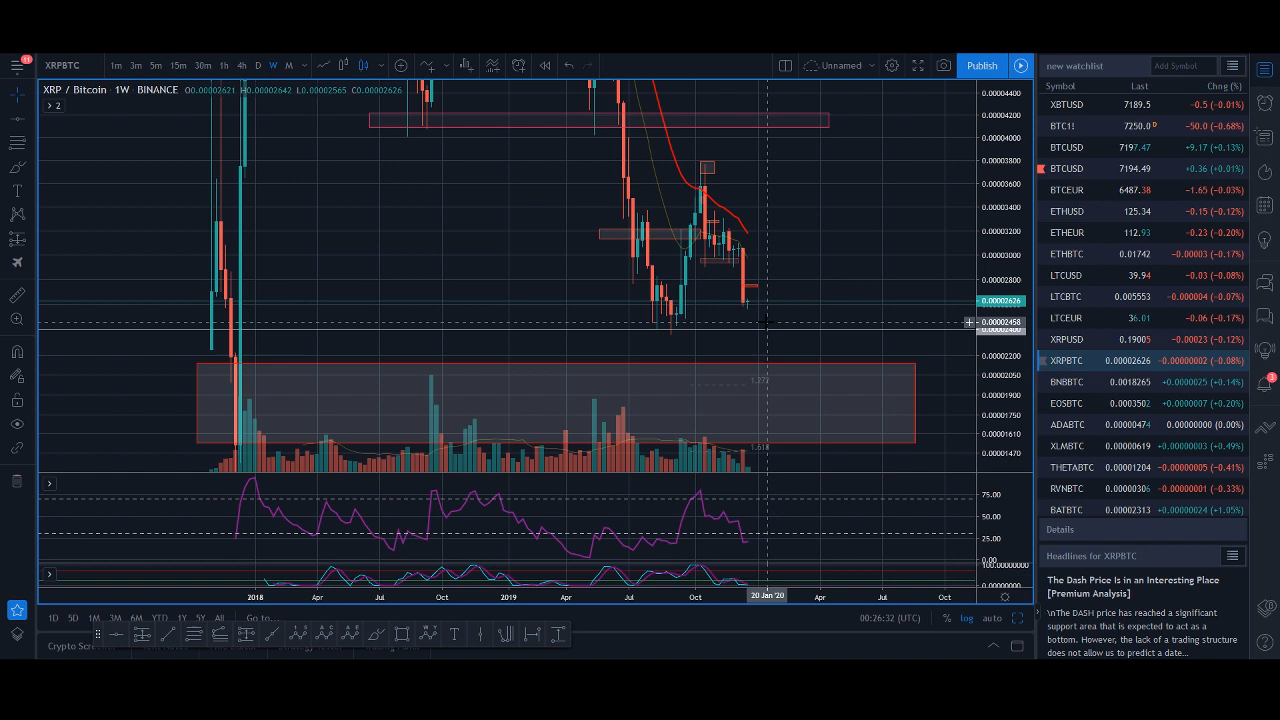 11
XRPBTC
1m 3m 5m 15m 30m 1h 4h D W M
Unnamed
Publish
XRP / Bitcoin · 1W · BINANCE O0.00002621 H0.00002642 L0.00002565 C0.00002626
2
0.00004400
0.00004200
0.00004000
0.00003800
0.00003600
0.00003400
0.00003200
0.00003000
0.00002800
0.00002626
0.00002458
0.00002400
0.00002200
0.00002050
0.00001900
0.00001750
0.00001610
0.00001470
1.272
1.618
75.00
50.00
25.00
0.00
100.00000000
0.00000000
2018 Apr Jul Oct 2019 Apr Jul Oct 20 Jan '20 Apr Jul Oct
1D 5D 1M 3M 6M YTD 1Y 5Y All Go to...
00:26:32 (UTC) % log auto
new watchlist Add Symbol
Symbol Last Chng (%)
XBTUSD 7189.5 −0.5 (−0.01%)
BTC1! 7250.0 D −50.0 (−0.68%)
BTCUSD 7197.47 +9.17 (+0.13%)
BTCUSD 7194.49 +0.36 (+0.01%)
BTCEUR 6487.38 −1.65 (−0.03%)
ETHUSD 125.34 −0.15 (−0.12%)
ETHEUR 112.93 −0.23 (−0.20%)
ETHBTC 0.01742 −0.00003 (−0.17%)
LTCUSD 39.94 −0.03 (−0.08%)
LTCBTC 0.005553 −0.000004 (−0.07%)
LTCEUR 36.01 −0.06 (−0.17%)
XRPUSD 0.19005 −0.00023 (−0.12%)
XRPBTC 0.00002626 −0.00000002 (−0.08%)
BNBBTC 0.0018265 +0.0000025 (+0.14%)
EOSBTC 0.0003502 +0.0000007 (+0.20%)
ADABTC 0.00000474 0.00000000 (0.00%)
XLMBTC 0.00000619 +0.00000003 (+0.49%)
THETABTC 0.00001204 −0.00000005 (−0.41%)
RVNBTC 0.00000306 −0.00000001 (−0.33%)
BATBTC 0.00002313 +0.00000024 (+1.05%)
Details
Headlines for XRPBTC
The Dash Price Is in an Interesting Place
[Premium Analysis]
\nThe DASH price has reached a significant
support area that is expected to act as a
bottom. However, the lack of a trading structure
does not allow us to predict a date...
3